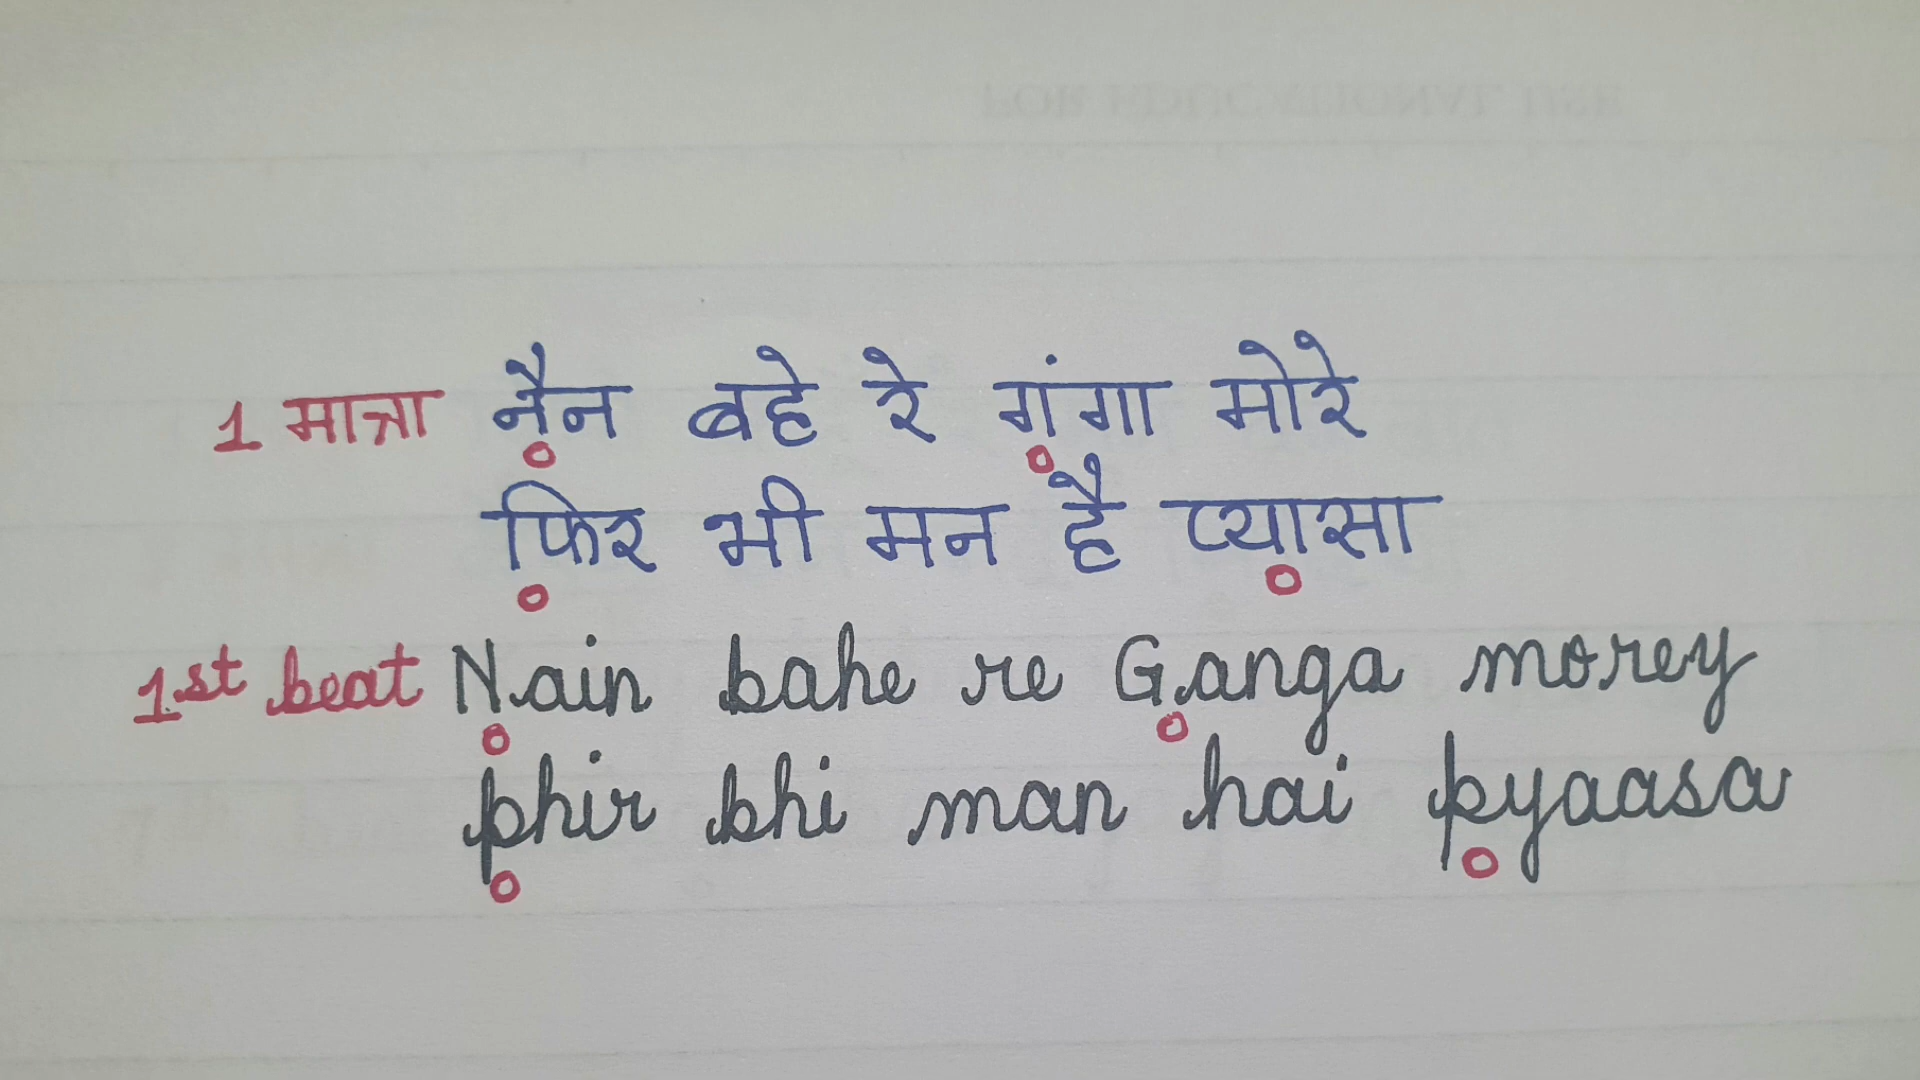 1 मात्रा नैन बहे रे गंगा मोरे
फिर भी मन है प्यासा
1st beat Nain bahe re Ganga morey
phir bhi man hai pyaasa